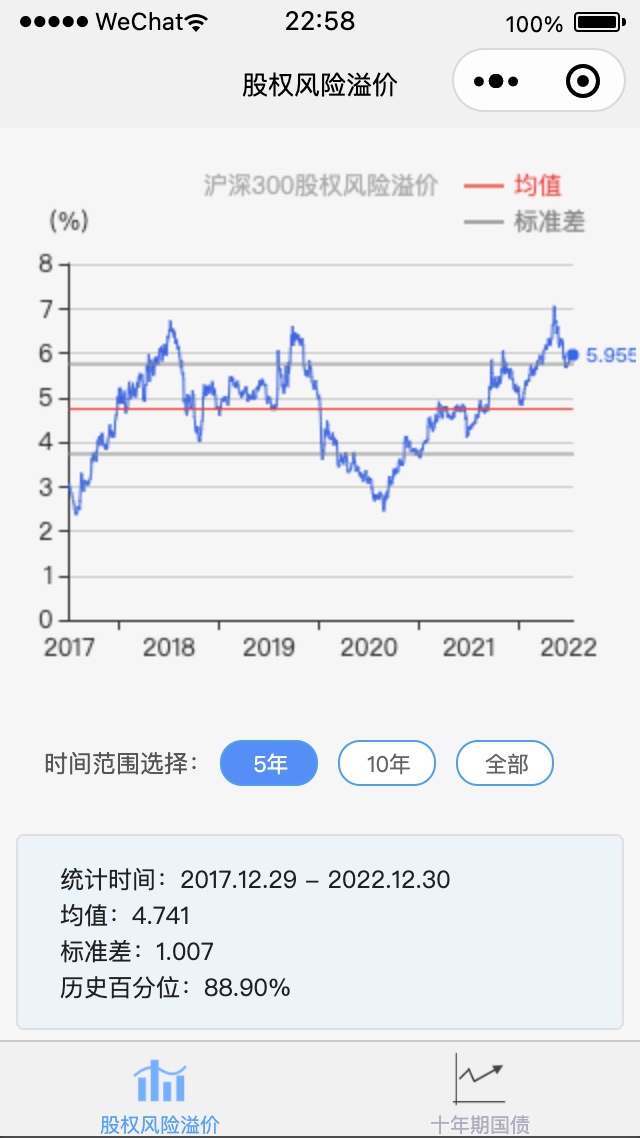 WeChat 22:58 100%
股权风险溢价
沪深300股权风险溢价 均值
(%) 标准差
8
7
6
5.955
5
4
3
2
1
0
2017 2018 2019 2020 2021 2022
时间范围选择： 5年 10年 全部
统计时间：2017.12.29 – 2022.12.30
均值：4.741
标准差：1.007
历史百分位：88.90%
股权风险溢价 十年期国债